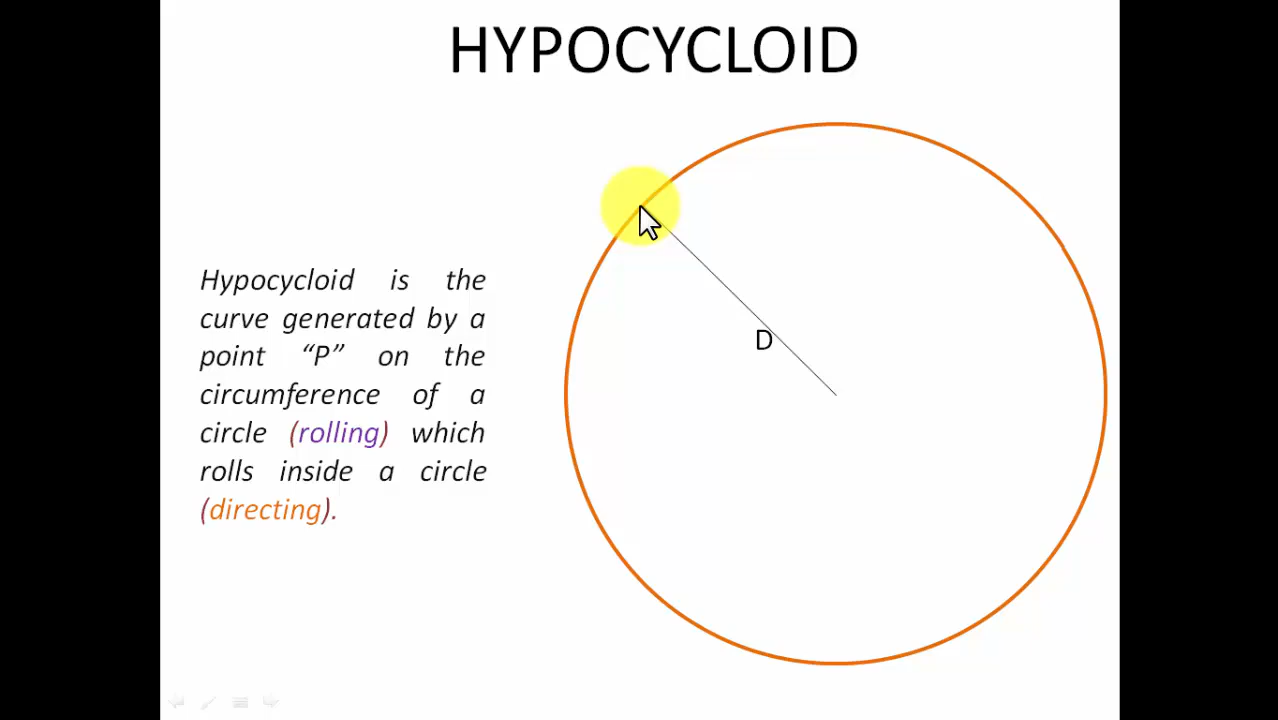 HYPOCYCLOID
Hypocycloid is the
curve generated by a
point “P” on the
circumference of a
circle (rolling) which
rolls inside a circle
(directing).
D